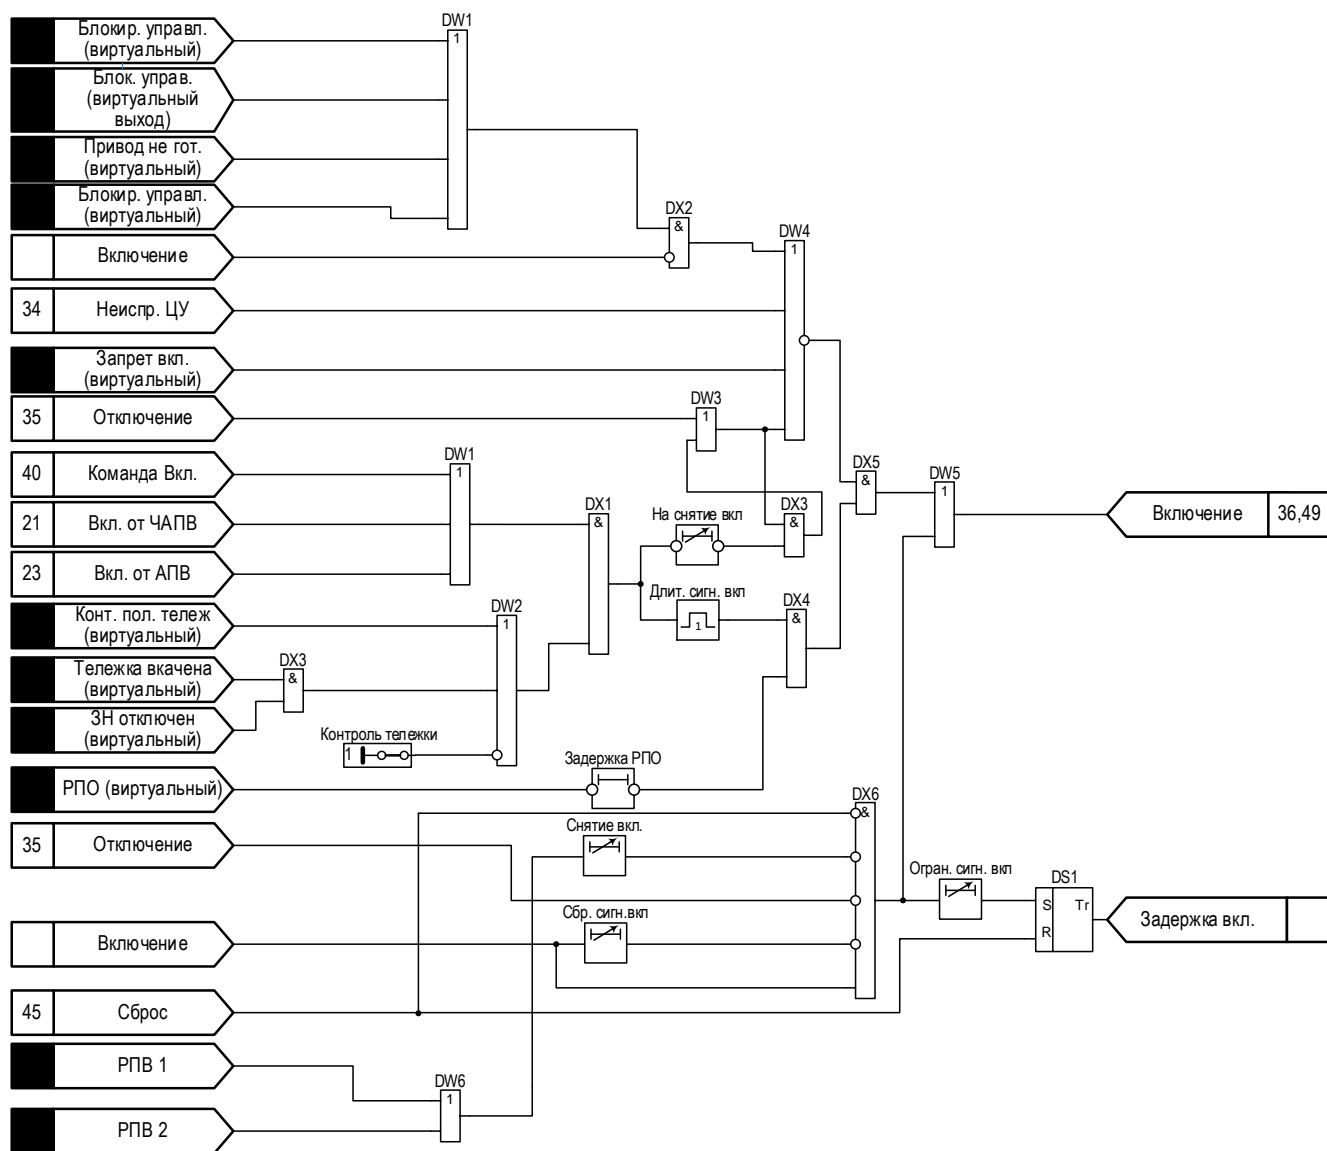 Блокир. управл.
(виртуальный)
Блок. управ.
(виртуальный
выход)
Привод не гот.
(виртуальный)
Блокир. управл.
(виртуальный)
Включение
34 Неиспр. ЦУ
Запрет вкл.
(виртуальный)
35 Отключение
40 Команда Вкл.
21 Вкл. от ЧАПВ
23 Вкл. от АПВ
Конт. пол. тележ
(виртуальный)
Тележка вкачена
(виртуальный)
ЗН отключен
(виртуальный)
РПО (виртуальный)
35 Отключение
Включение
45 Сброс
РПВ 1
РПВ 2
DW1
1
DX2
&
DW4
1
DW3
1
DW1
1
DX1
&
На снятие вкл
DX3
&
Длит. сигн. вкл
1
DX4
&
DX5
&
DW5
1
Включение 36,49
DW2
1
DX3
&
Контроль тележки
1
Задержка РПО
DX6
&
Снятие вкл.
Сбр. сигн.вкл
Огран. сигн. вкл
DS1
S Tr
R
Задержка вкл.
DW6
1